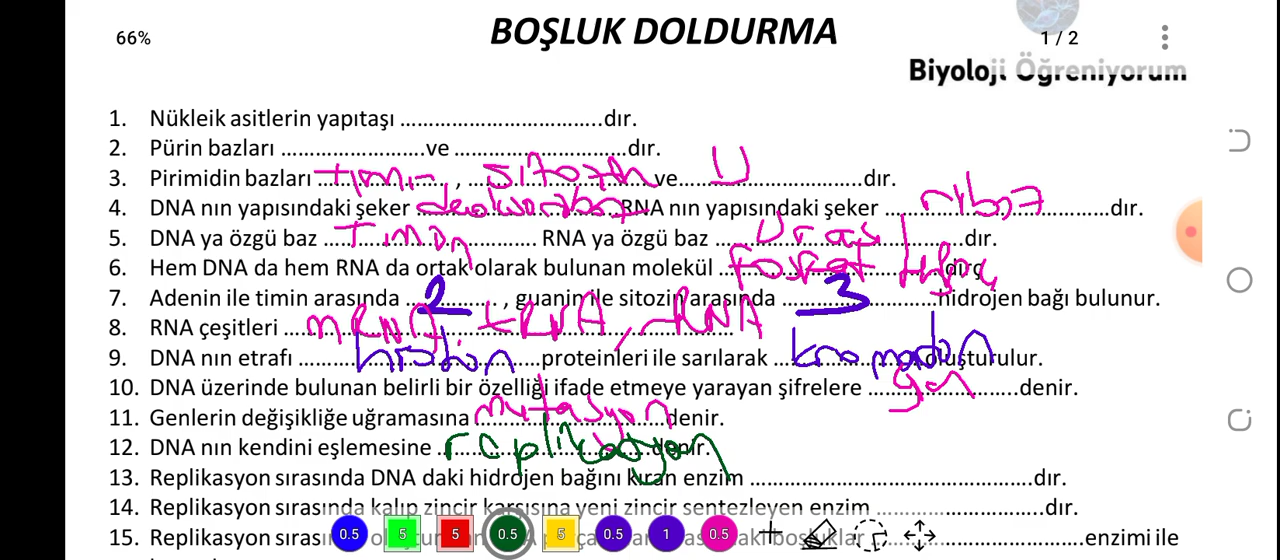 66%
BOŞLUK DOLDURMA
1 / 2
Biyoloji Öğreniyorum
1. Nükleik asitlerin yapıtaşı ..................................dır.
2. Pürin bazları ........................ve .............................dır.
3. Pirimidin bazları timin, sitozin ve U dır.
4. DNA nın yapısındaki şeker deoksiriboz RNA nın yapısındaki şeker riboz dır.
5. DNA ya özgü baz Timin RNA ya özgü baz Urasil dir.
6. Hem DNA da hem RNA da ortak olarak bulunan molekül Fosfat dır.
7. Adenin ile timin arasında 2 , guanin ile sitozin arasında 3 hidrojen bağı bulunur.
8. RNA çeşitleri mRNA, tRNA, rRNA
9. DNA nın etrafı histon proteinleri ile sarılarak oluşturulur.
10. DNA üzerinde bulunan belirli bir özelliği ifade etmeye yarayan şifrelere gen denir.
11. Genlerin değişikliğe uğramasına mutasyon denir.
12. DNA nın kendini eşlemesine replikasyon denir.
13. Replikasyon sırasında DNA daki hidrojen bağını kıran enzim ................................................dır.
14. Replikasyon sırasında kalıp zincir karşısına yeni zincir sentezleyen enzim .............................dır.
15. Replikasyon ........................enzimi ile
0.5 5 5 0.5 5 0.5 1 0.5